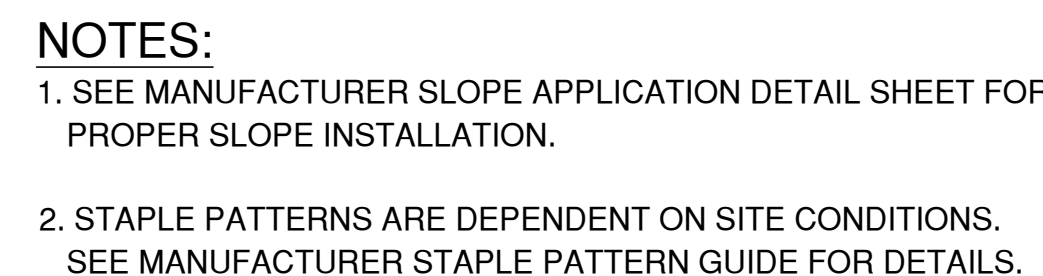 NOTES:
1. SEE MANUFACTURER SLOPE APPLICATION DETAIL SHEET FOR
PROPER SLOPE INSTALLATION.
2. STAPLE PATTERNS ARE DEPENDENT ON SITE CONDITIONS.
SEE MANUFACTURER STAPLE PATTERN GUIDE FOR DETAILS.